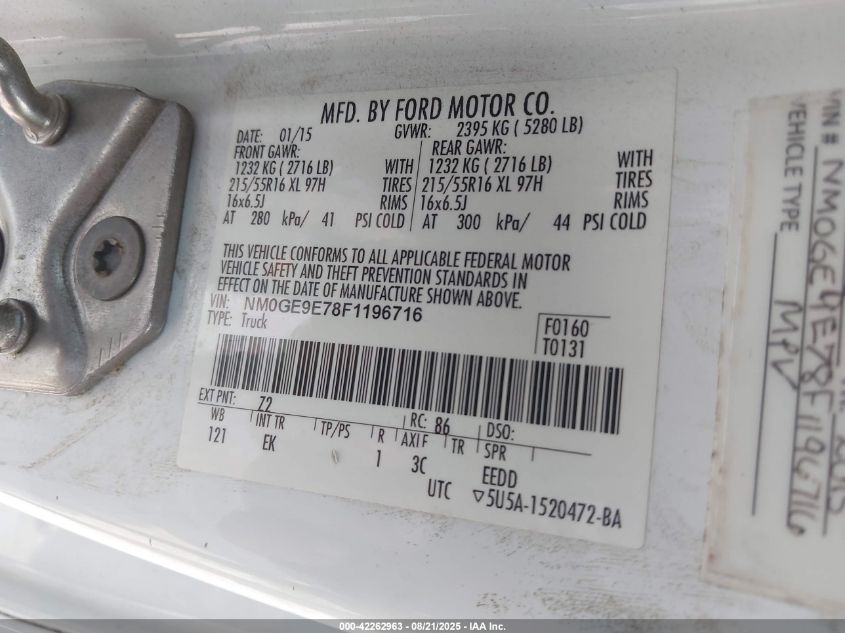 MFD. BY FORD MOTOR CO.
DATE: 01/15 GVWR: 2395 KG ( 5280 LB)
FRONT GAWR: REAR GAWR:
1232 KG ( 2716 LB) WITH 1232 KG ( 2716 LB) WITH
215/55R16 XL 97H TIRES 215/55R16 XL 97H TIRES
16x6.5J RIMS 16x6.5J RIMS
AT 280 kPa/ 41 PSI COLD AT 300 kPa/ 44 PSI COLD
THIS VEHICLE CONFORMS TO ALL APPLICABLE FEDERAL MOTOR
VEHICLE SAFETY AND THEFT PREVENTION STANDARDS IN
EFFECT ON THE DATE OF MANUFACTURE SHOWN ABOVE.
VIN: NM0GE9E78F1196716
TYPE: Truck
F0160
T0131
EXT PNT: Z2 RC: 86 DSO:
WB INT TR TP/PS R AXLE TR SPR
121 EK 1 3C EEDD
UTC ▽5U5A-1520472-BA
VIN # NM0GE9E78F1196716
VEHICLE TYPE MPV
000-42262963 - 08/21/2025 - IAA Inc.